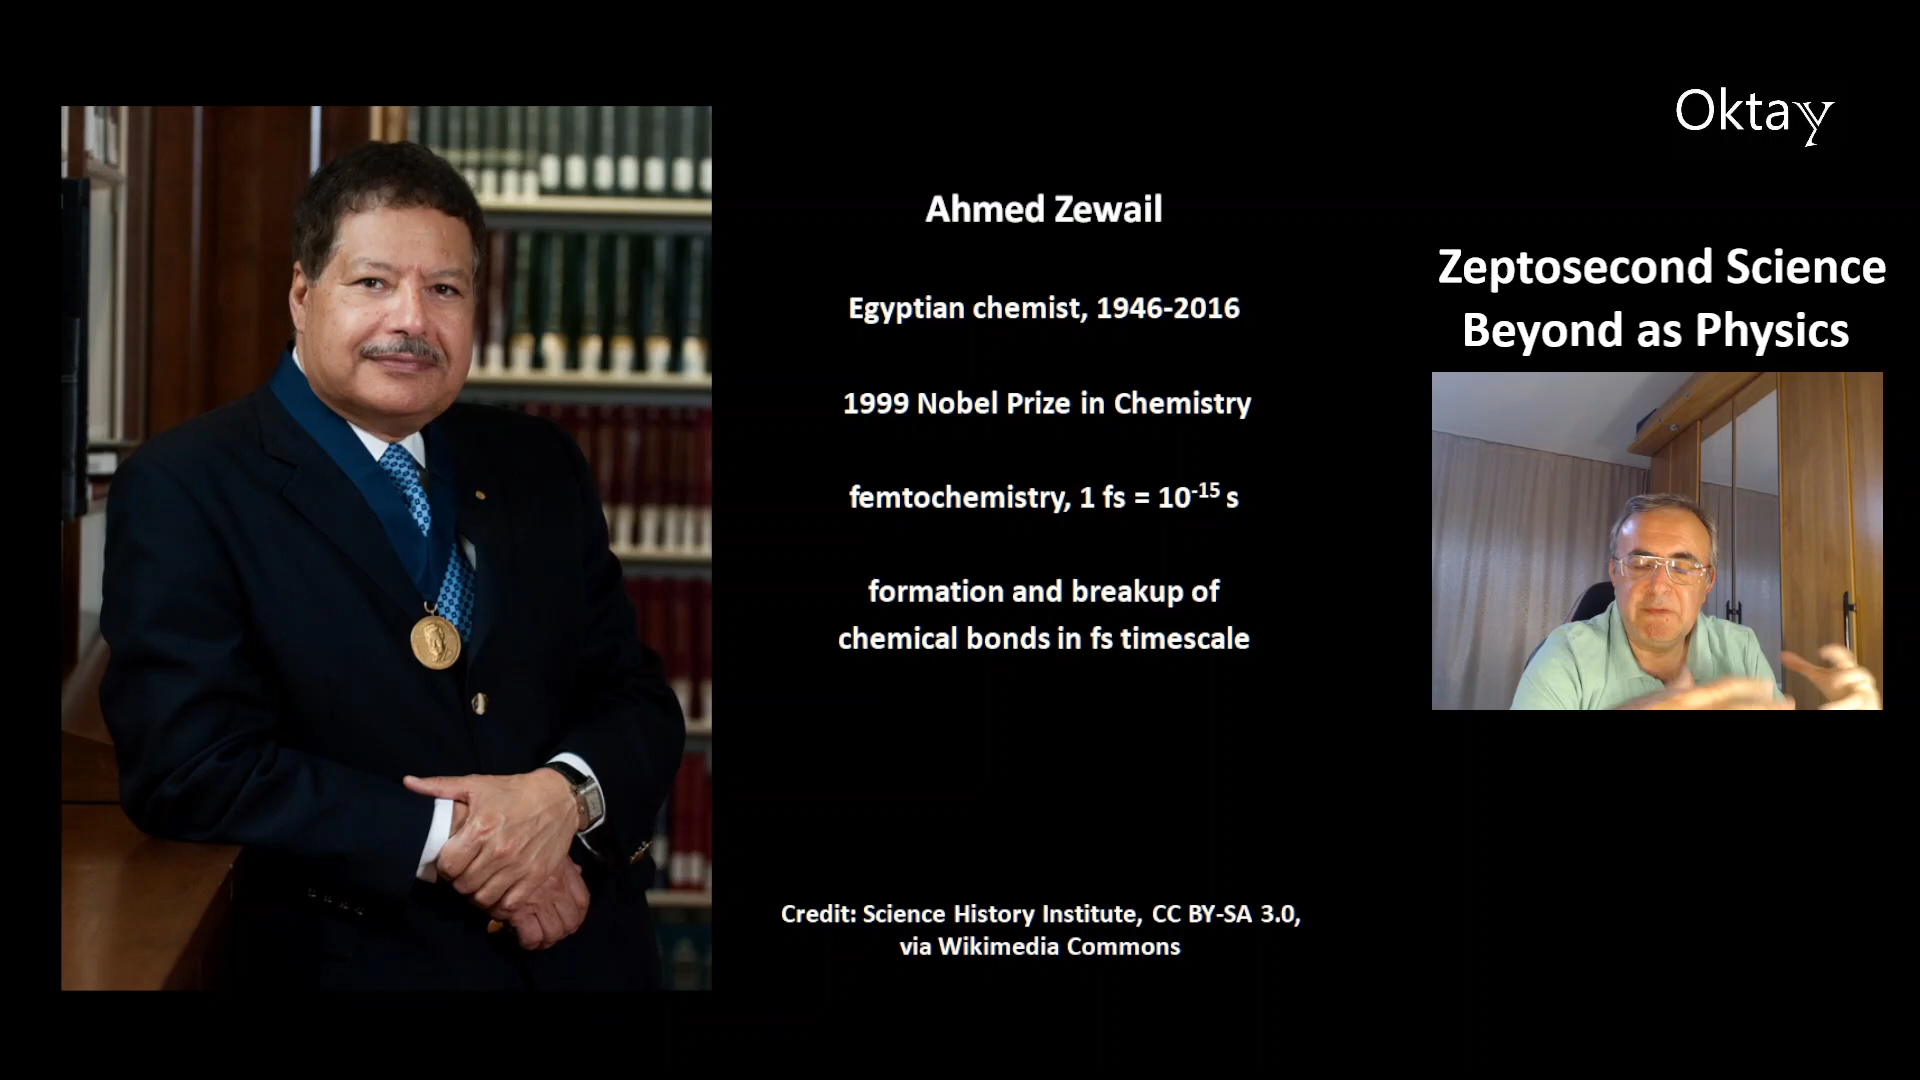 Oktay
Ahmed Zewail
Egyptian chemist, 1946-2016
1999 Nobel Prize in Chemistry
femtochemistry, 1 fs = 10⁻¹⁵ s
formation and breakup of
chemical bonds in fs timescale
Credit: Science History Institute, CC BY-SA 3.0,
via Wikimedia Commons
Zeptosecond Science
Beyond as Physics